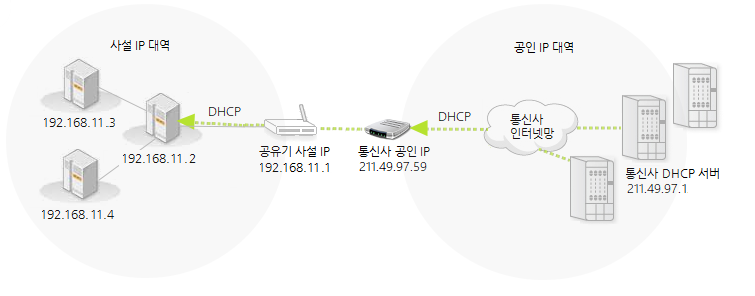 사설 IP 대역
공인 IP 대역
192.168.11.3
DHCP
192.168.11.2
192.168.11.4
공유기 사설 IP
192.168.11.1
통신사 공인 IP
211.49.97.59
DHCP
통신사
인터넷망
통신사 DHCP 서버
211.49.97.1